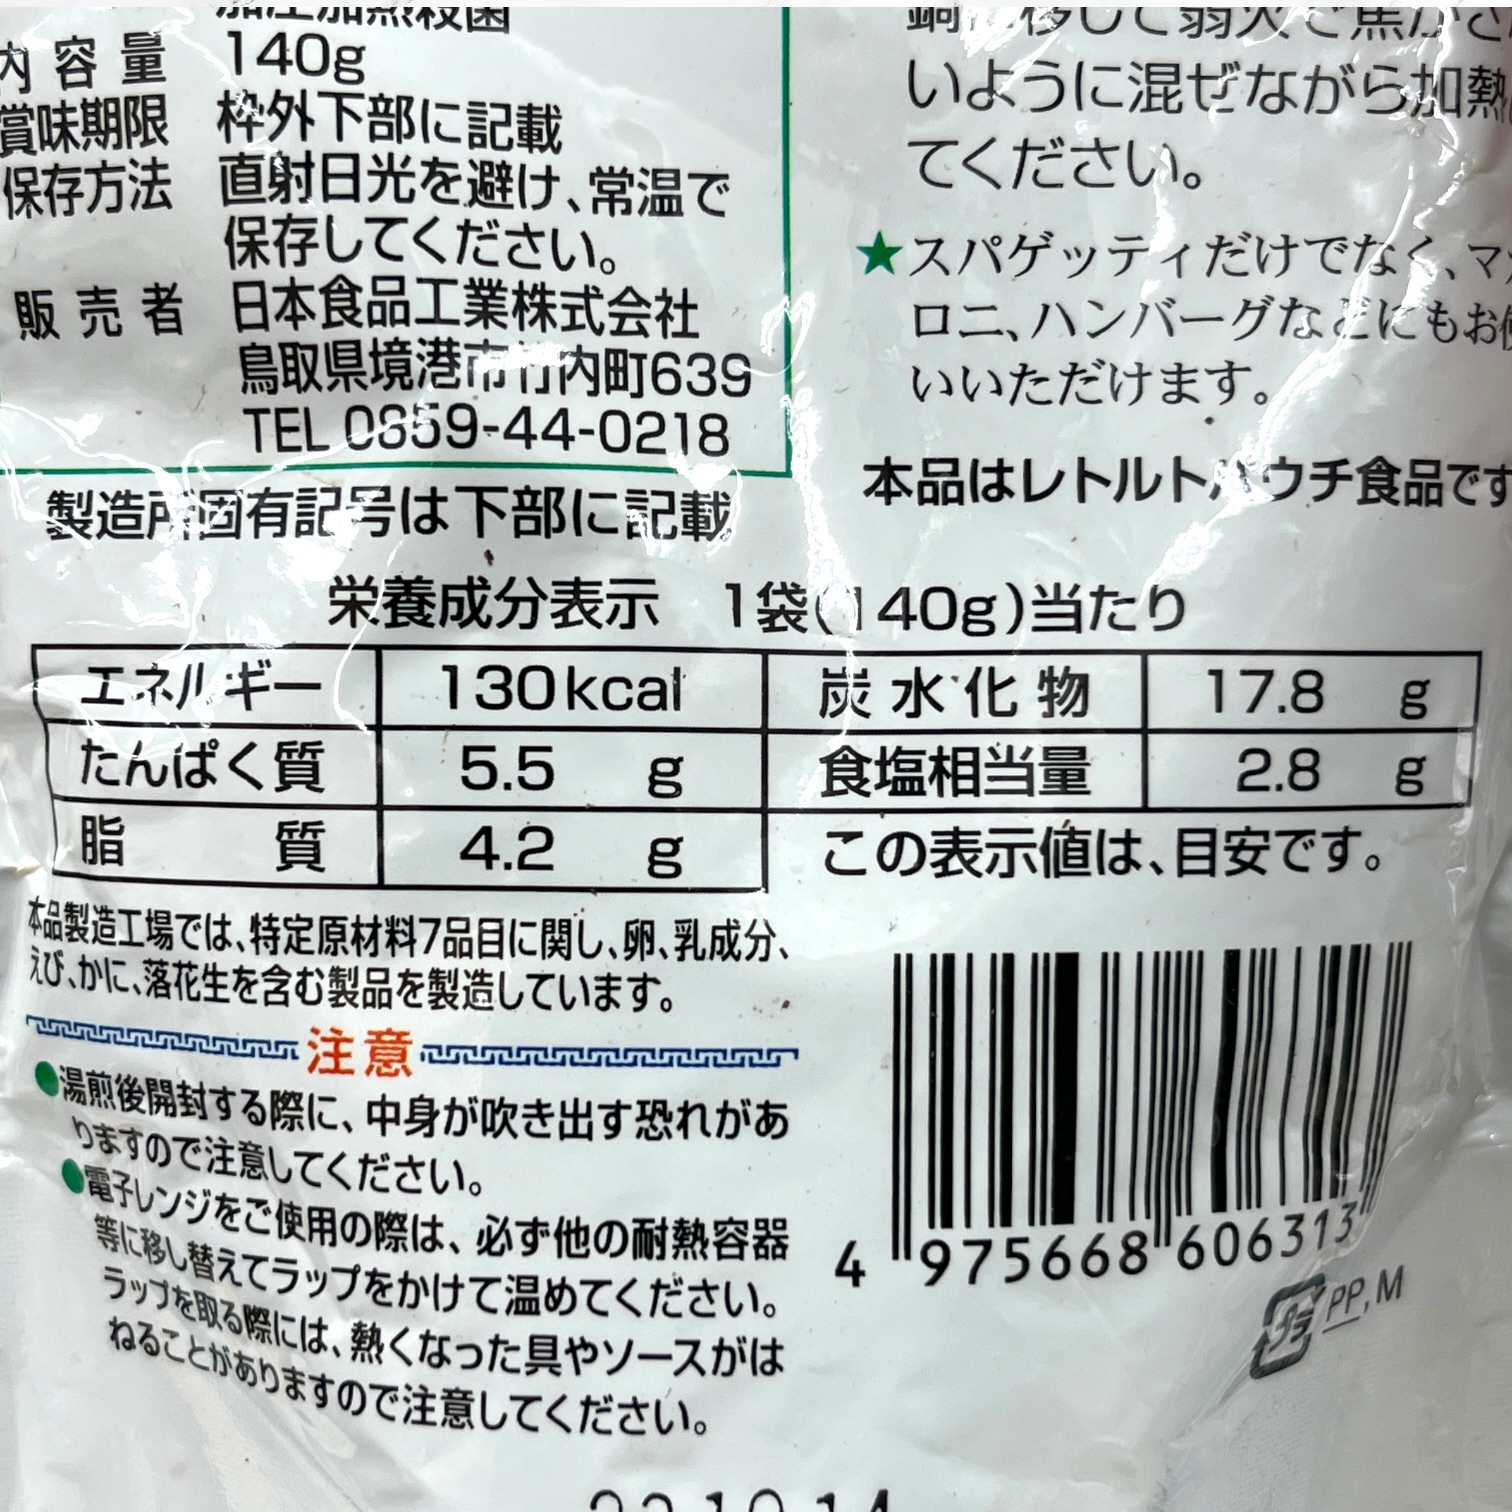 加圧加熱殺菌
内容量 140g
賞味期限 枠外下部に記載
保存方法 直射日光を避け、常温で
保存してください。
販売者 日本食品工業株式会社
鳥取県境港市竹内町639
TEL 0859-44-0218
製造所固有記号は下部に記載
いように混ぜながら加熱
てください。
★スパゲッティだけでなく、マ
ロニ、ハンバーグなどにもお使
いいただけます。
本品はレトルトパウチ食品です
栄養成分表示 1袋(140g)当たり
エネルギー 130kcal 炭水化物 17.8 g
たんぱく質 5.5 g 食塩相当量 2.8 g
脂質 4.2 g この表示値は、目安です。
本品製造工場では、特定原材料7品目に関し、卵、乳成分、
えび、かに、落花生を含む製品を製造しています。
注意
●湯煎後開封する際に、中身が吹き出す恐れがあ
りますので注意してください。
●電子レンジをご使用の際は、必ず他の耐熱容器
等に移し替えてラップをかけて温めてください。
ラップを取る際には、熱くなった具やソースがは
ねることがありますので注意してください。
4 975668 606313
プラ PP,M